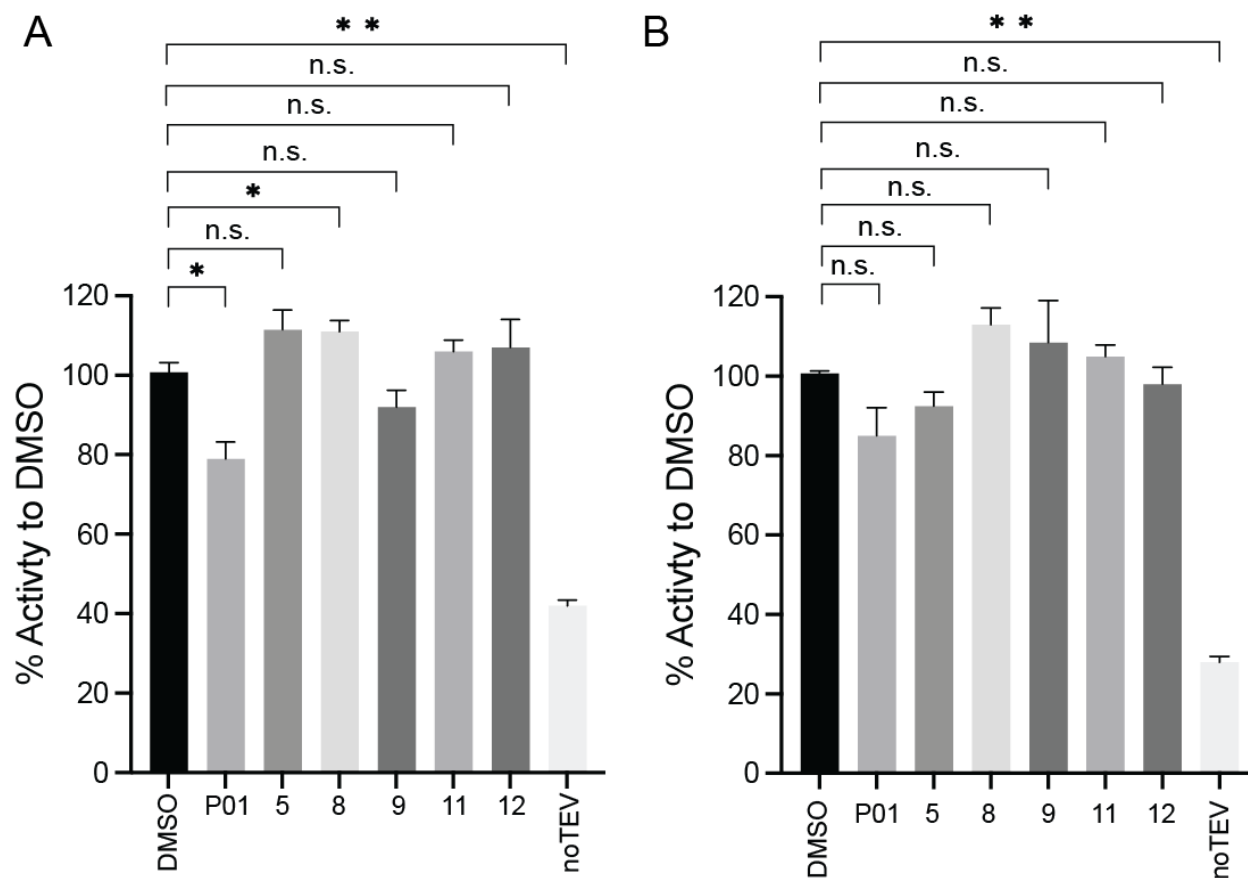 A
* *
n.s.
n.s.
n.s.
*
n.s.
*
% Activty to DMSO
120
100
80
60
40
20
0
DMSO P01 5 8 9 11 12 noTEV
B
* *
n.s.
n.s.
n.s.
n.s.
n.s.
n.s.
% Activty to DMSO
120
100
80
60
40
20
0
DMSO P01 5 8 9 11 12 noTEV